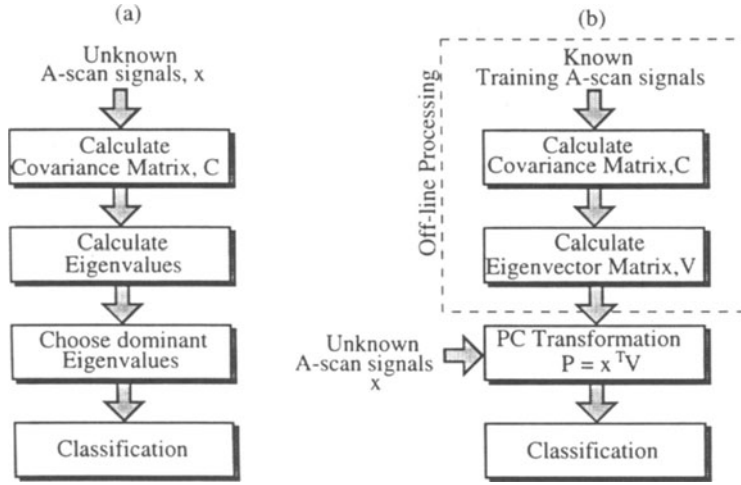 (a)
Unknown
A-scan signals, x
Calculate
Covariance Matrix, C
Calculate
Eigenvalues
Choose dominant
Eigenvalues
Classification
(b)
Off-line Processing
Known
Training A-scan signals
Calculate
Covariance Matrix,C
Calculate
Eigenvector Matrix,V
Unknown
A-scan signals
x
PC Transformation
P = x ᵀV
Classification